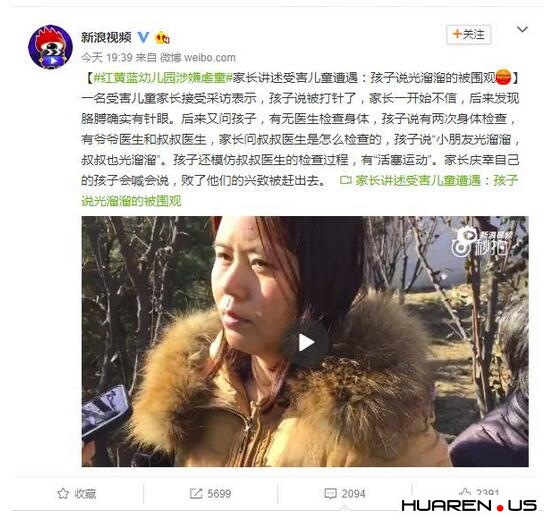 新浪视频
+关注
今天 19:39 来自 微博 weibo.com
【#红黄蓝幼儿园涉嫌虐童#家长讲述受害儿童遭遇：孩子说光溜溜的被围观】
一名受害儿童家长接受采访表示，孩子说被打针了，家长一开始不信，后来发现
胳膊确实有针眼。后来又问孩子，有无医生检查身体，孩子说有两次身体检查，
有爷爷医生和叔叔医生，家长问叔叔医生是怎么检查的，孩子说“小朋友光溜溜，
叔叔也光溜溜”。孩子还模仿叔叔医生的检查过程，有“活塞运动”。家长庆幸自己
的孩子会喊会说，败了他们的兴致被赶出去。 家长讲述受害儿童遭遇：孩子
说光溜溜的被围观
新浪视频
秒拍
收藏
5699
2094
2391
HUAREN.US